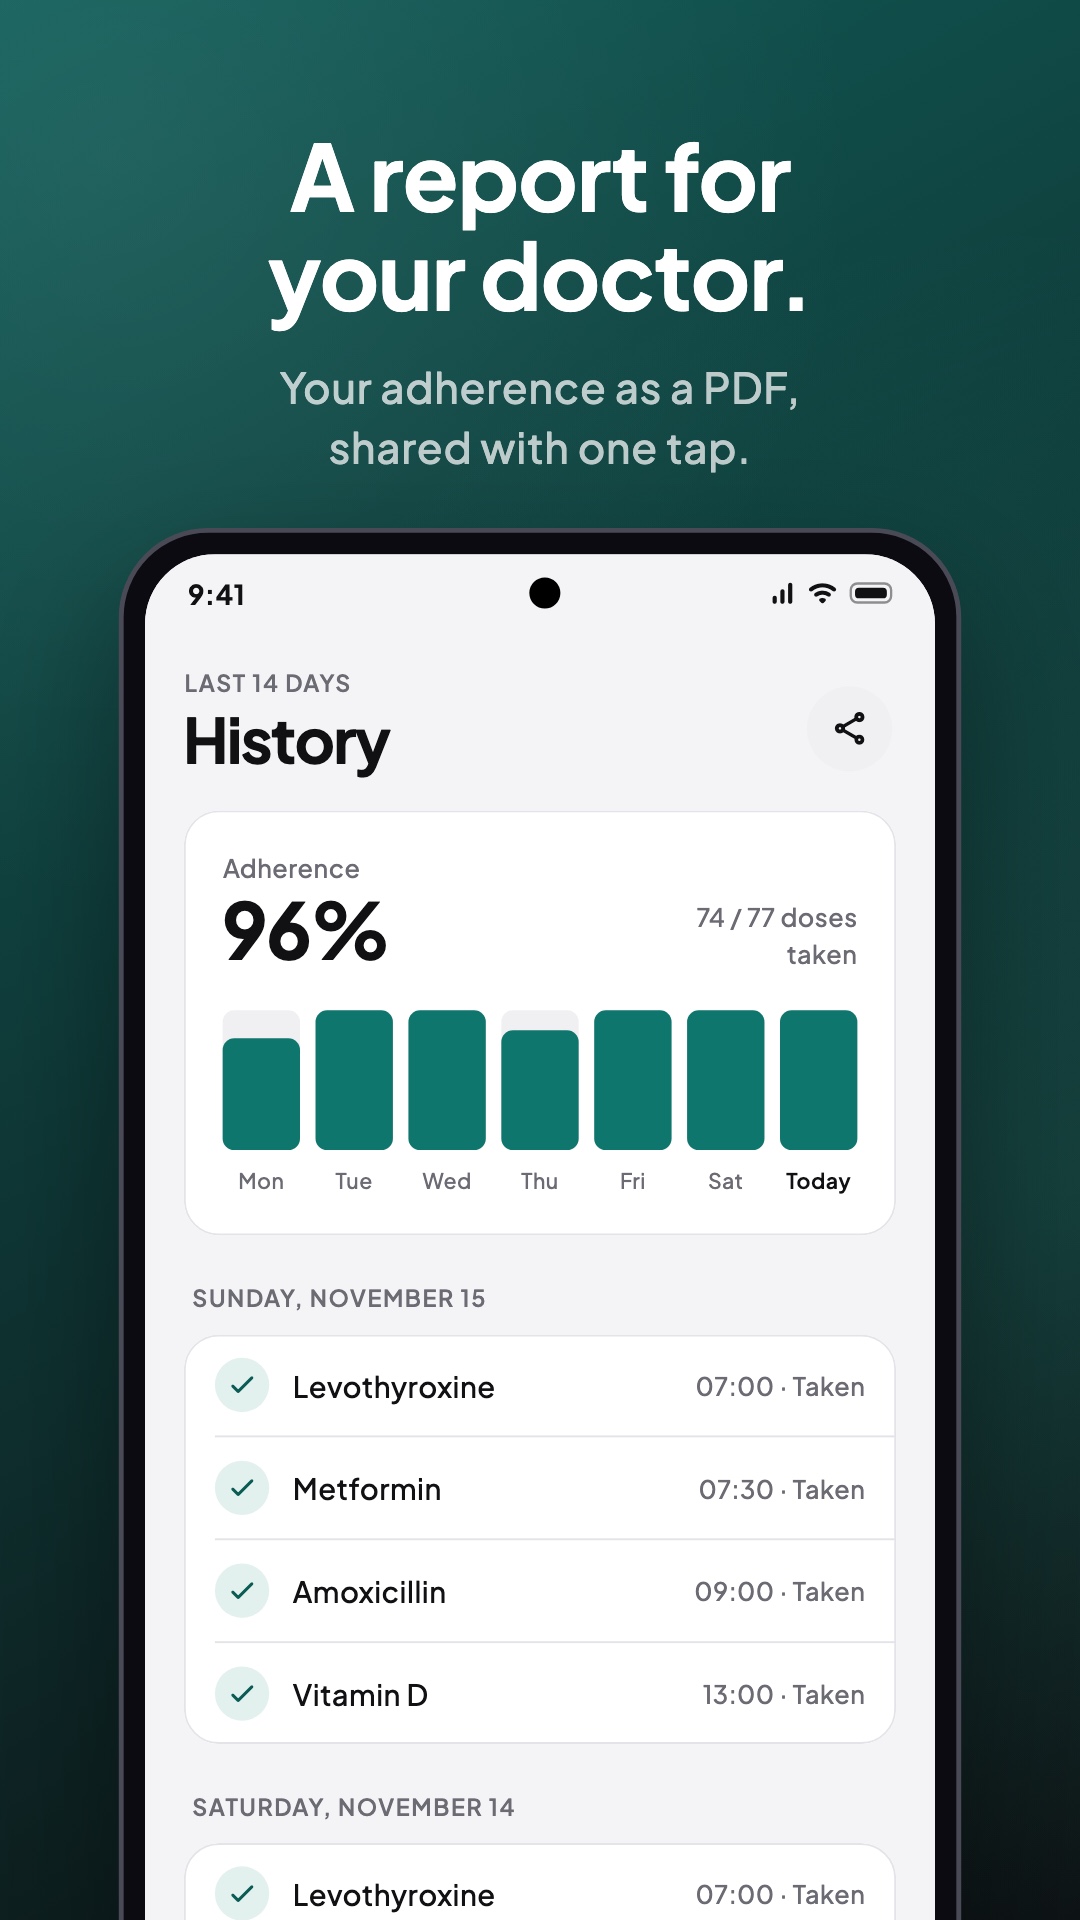 A report for
your doctor.
Your adherence as a PDF,
shared with one tap.
9:41
LAST 14 DAYS
History
Adherence
96%
74 / 77 doses
taken
Mon Tue Wed Thu Fri Sat Today
SUNDAY, NOVEMBER 15
Levothyroxine 07:00 · Taken
Metformin 07:30 · Taken
Amoxicillin 09:00 · Taken
Vitamin D 13:00 · Taken
SATURDAY, NOVEMBER 14
Levothyroxine 07:00 · Taken